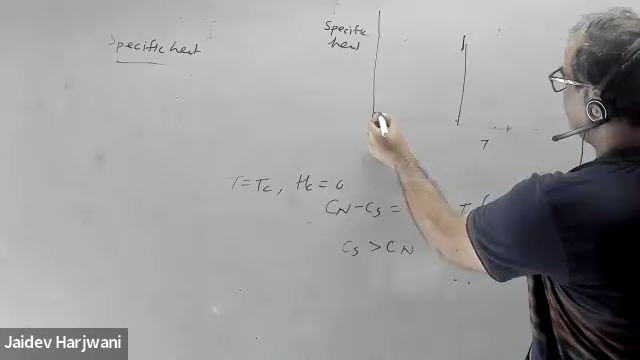 Specific heat
Specific
heat
T
T = Tc, Hc = 0
CN - Cs =
Cs > CN
Jaidev Harjwani